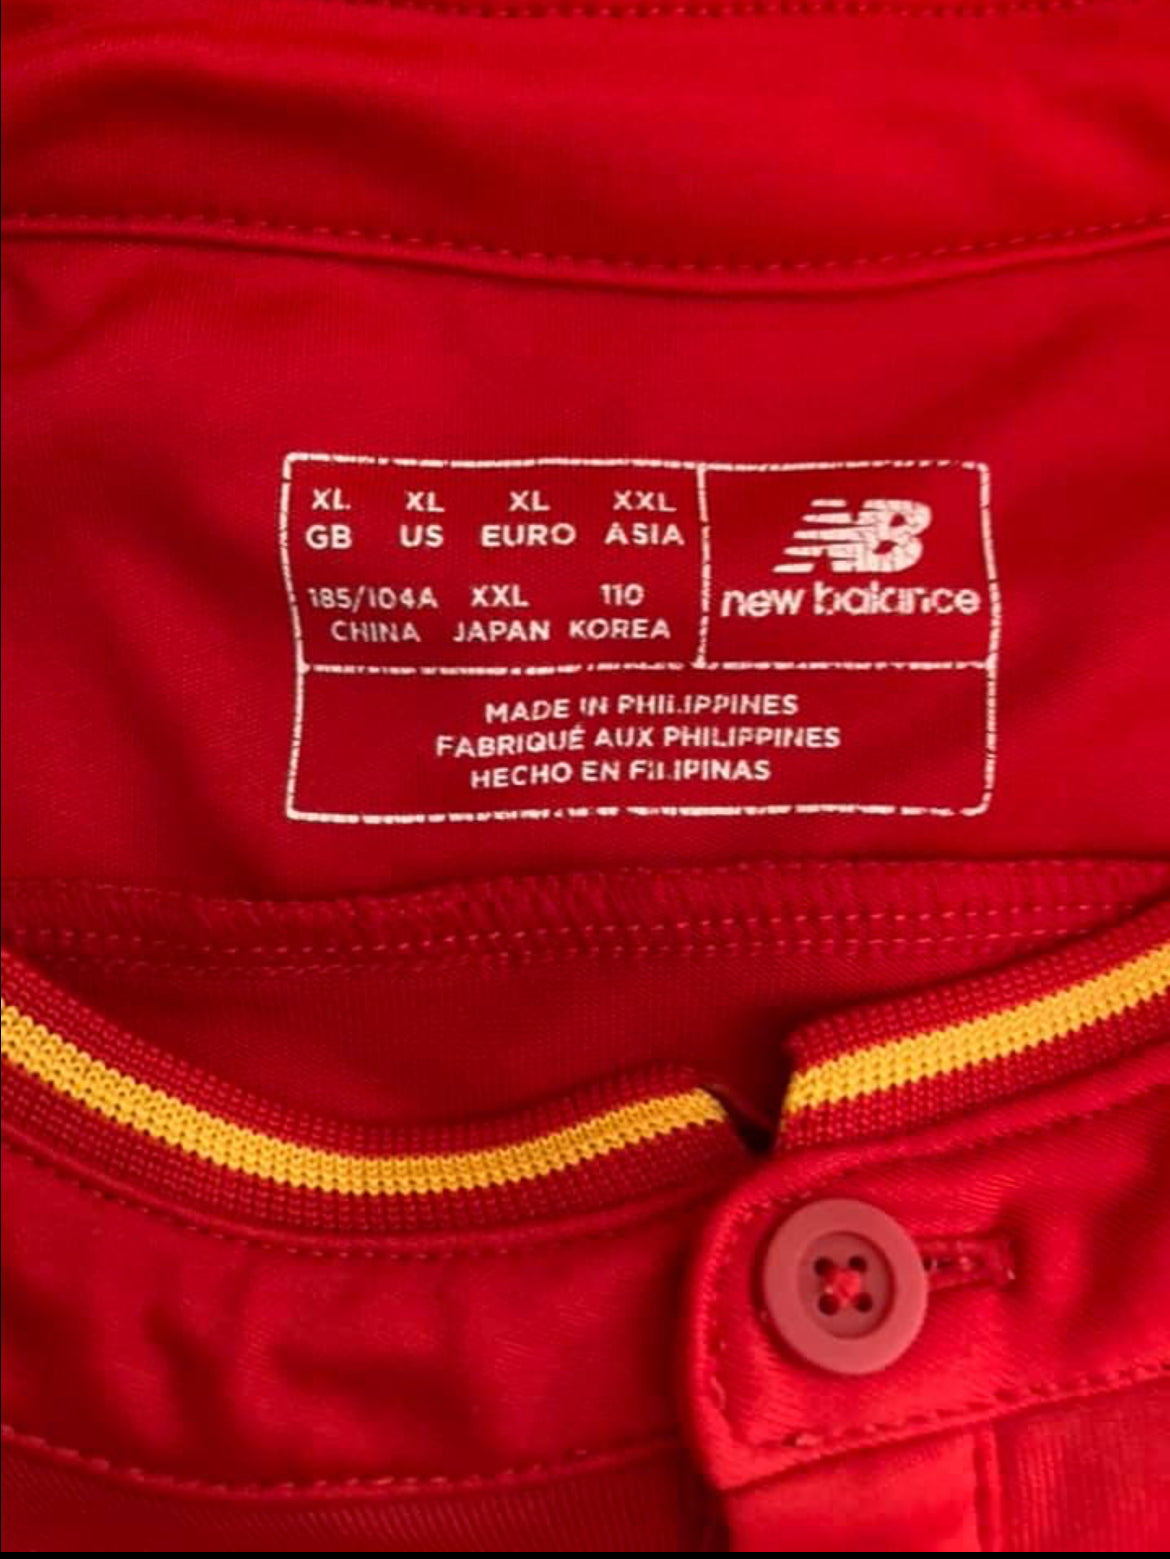 XL XL XL XXL
GB US EURO ASIA
185/104A XXL 110
CHINA JAPAN KOREA
NB
new balance
MADE IN PHILIPPINES
FABRIQUÉ AUX PHILIPPINES
HECHO EN FILIPINAS